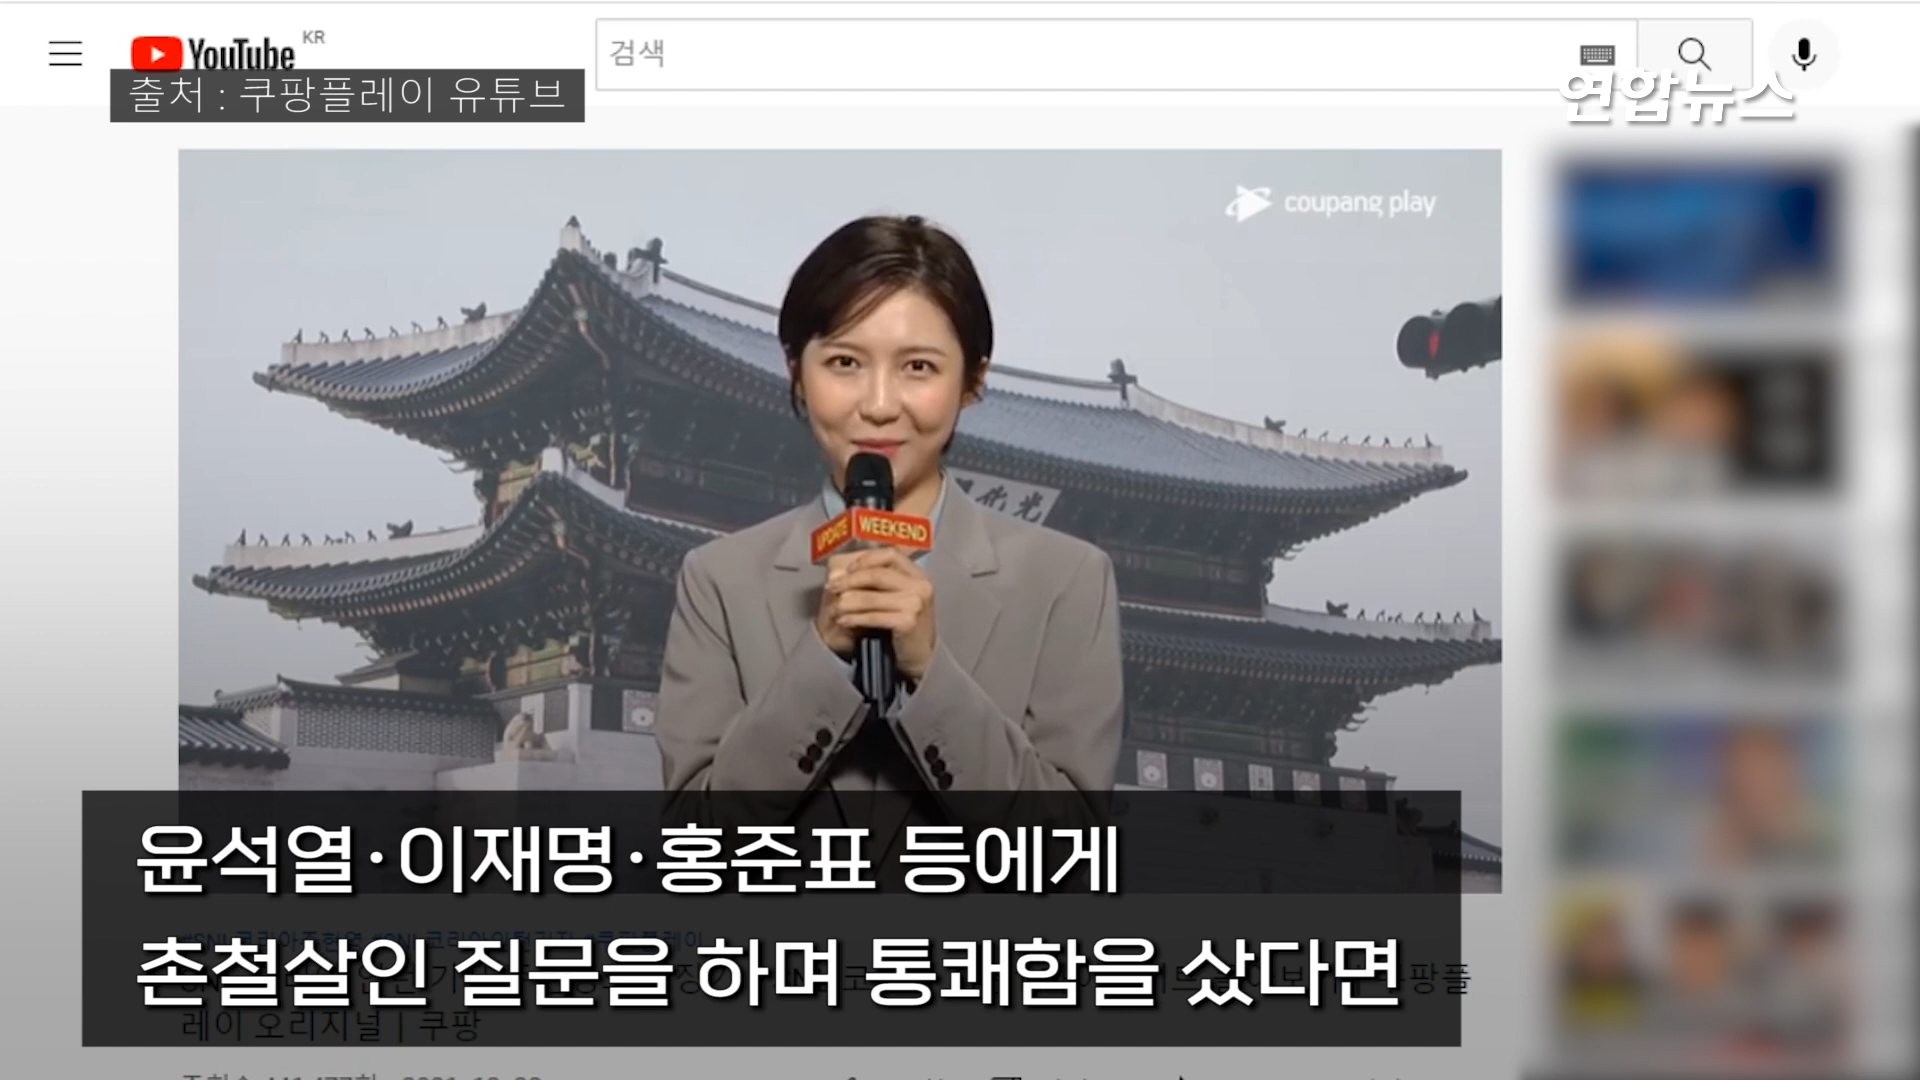 YouTube KR
검색
출처 : 쿠팡플레이 유튜브
연합뉴스
coupang play
化光
UPDATE WEEKEND
윤석열·이재명·홍준표 등에게
촌철살인 질문을 하며 통쾌함을 샀다면
레이 오리지널 | 쿠팡